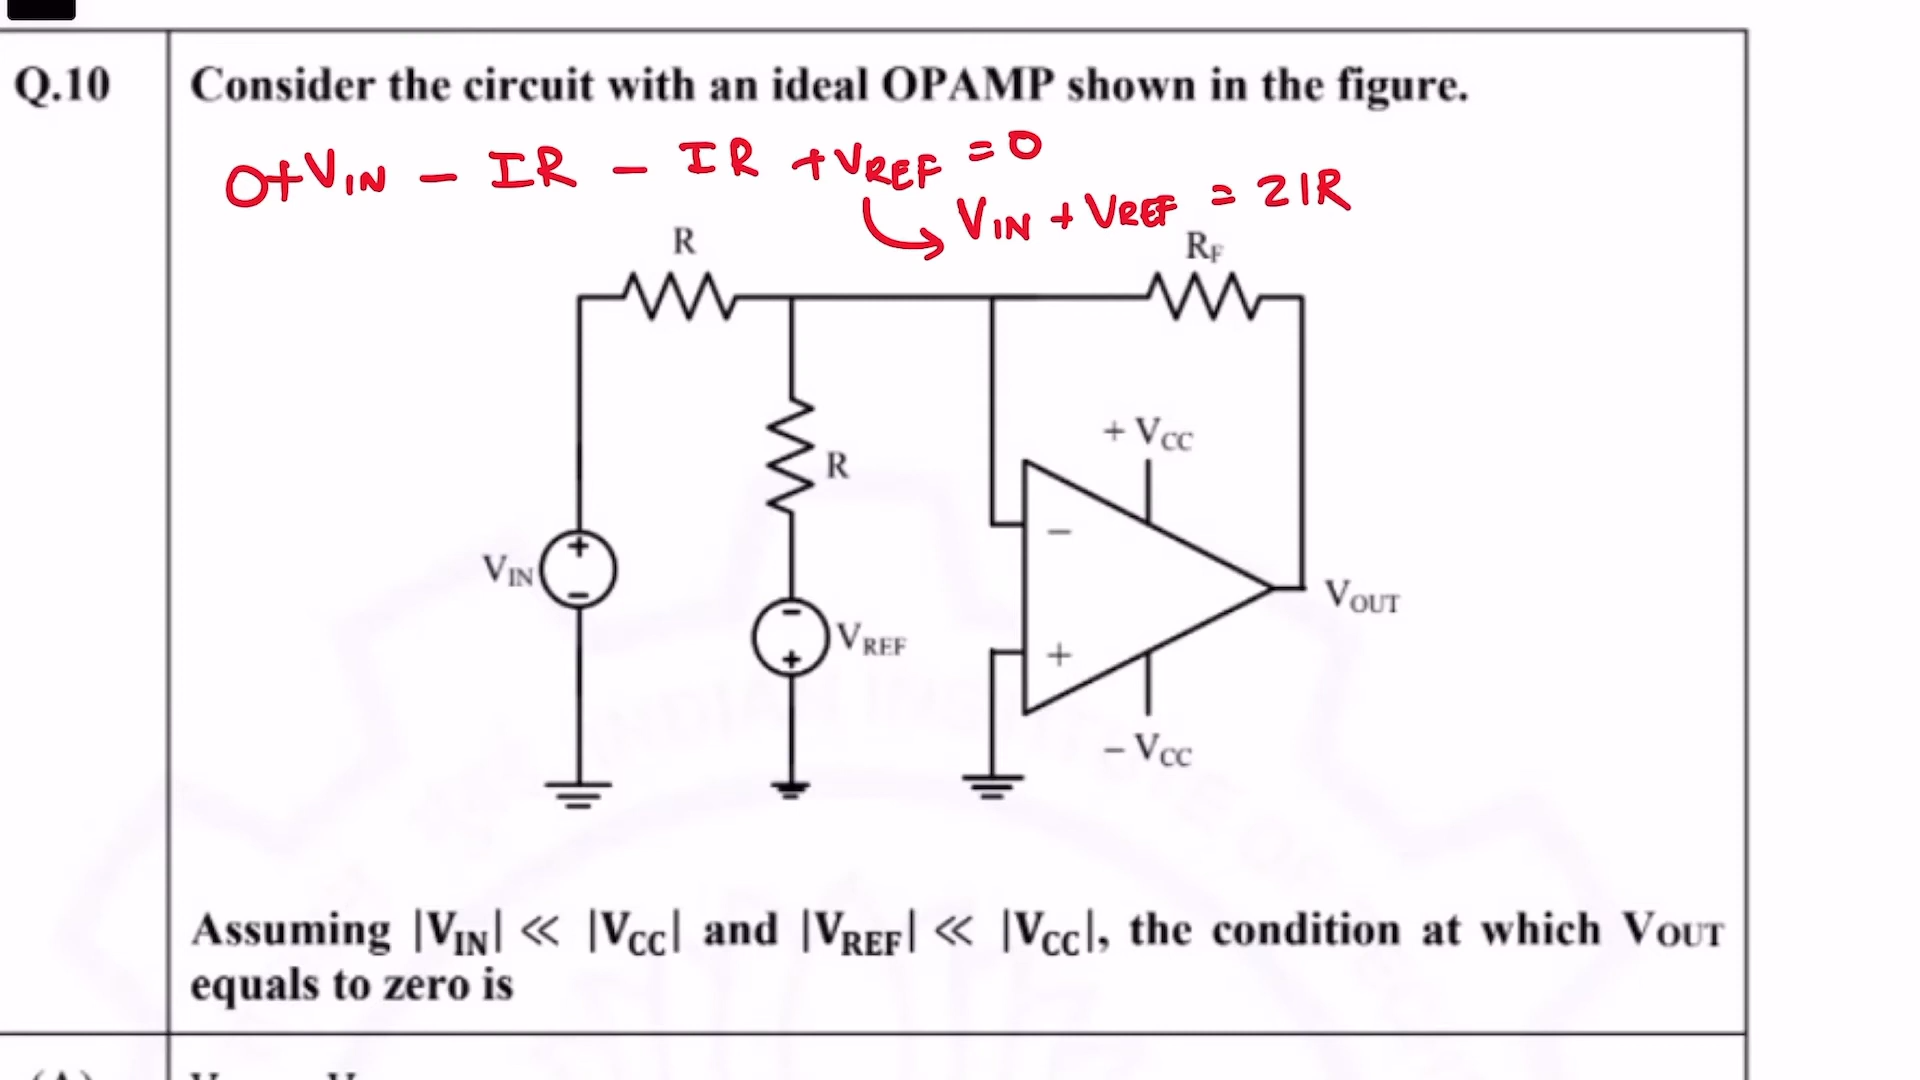 Q.10
Consider the circuit with an ideal OPAMP shown in the figure.
0+VIN − IR − IR +VREF =0
VIN + VREF = 2IR
R
RF
+ VCC
R
−
+
VIN
−
−
VREF
+
VOUT
+
− VCC
Assuming |VIN| ≪ |VCC| and |VREF| ≪ |VCC|, the condition at which VOUT
equals to zero is